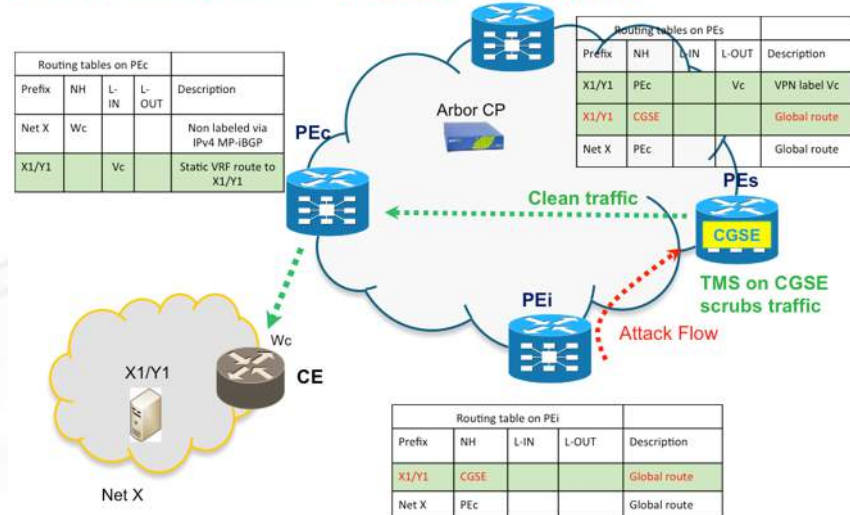 Routing tables on PEc
Prefix NH L-IN L-OUT Description
Net X Wc Non labeled via IPv4 MP-iBGP
X1/Y1 Vc Static VRF route to X1/Y1
Routing tables on PEs
Prefix NH L-IN L-OUT Description
X1/Y1 PEc Vc VPN label Vc
X1/Y1 CGSE Global route
Net X PEc Global route
Arbor CP
PEc
PEs
Clean traffic
CGSE
TMS on CGSE
scrubs traffic
PEi
Attack Flow
Wc
X1/Y1
CE
Net X
Routing table on PEi
Prefix NH L-IN L-OUT Description
X1/Y1 CGSE Global route
Net X PEc Global route